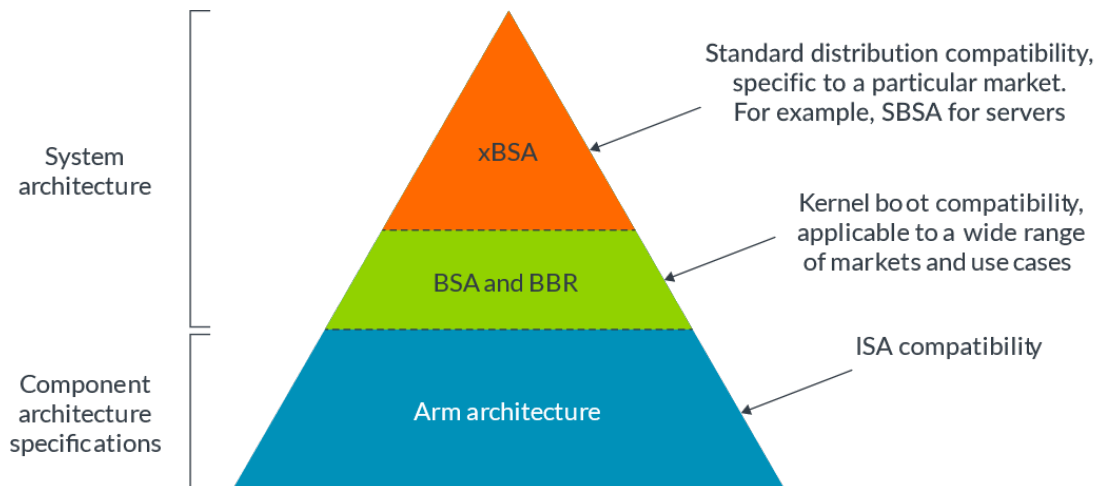 System
architecture
Component
architecture
specifications
xBSA
BSA and BBR
Arm architecture
Standard distribution compatibility,
specific to a particular market.
For example, SBSA for servers
Kernel boot compatibility,
applicable to a wide range
of markets and use cases
ISA compatibility